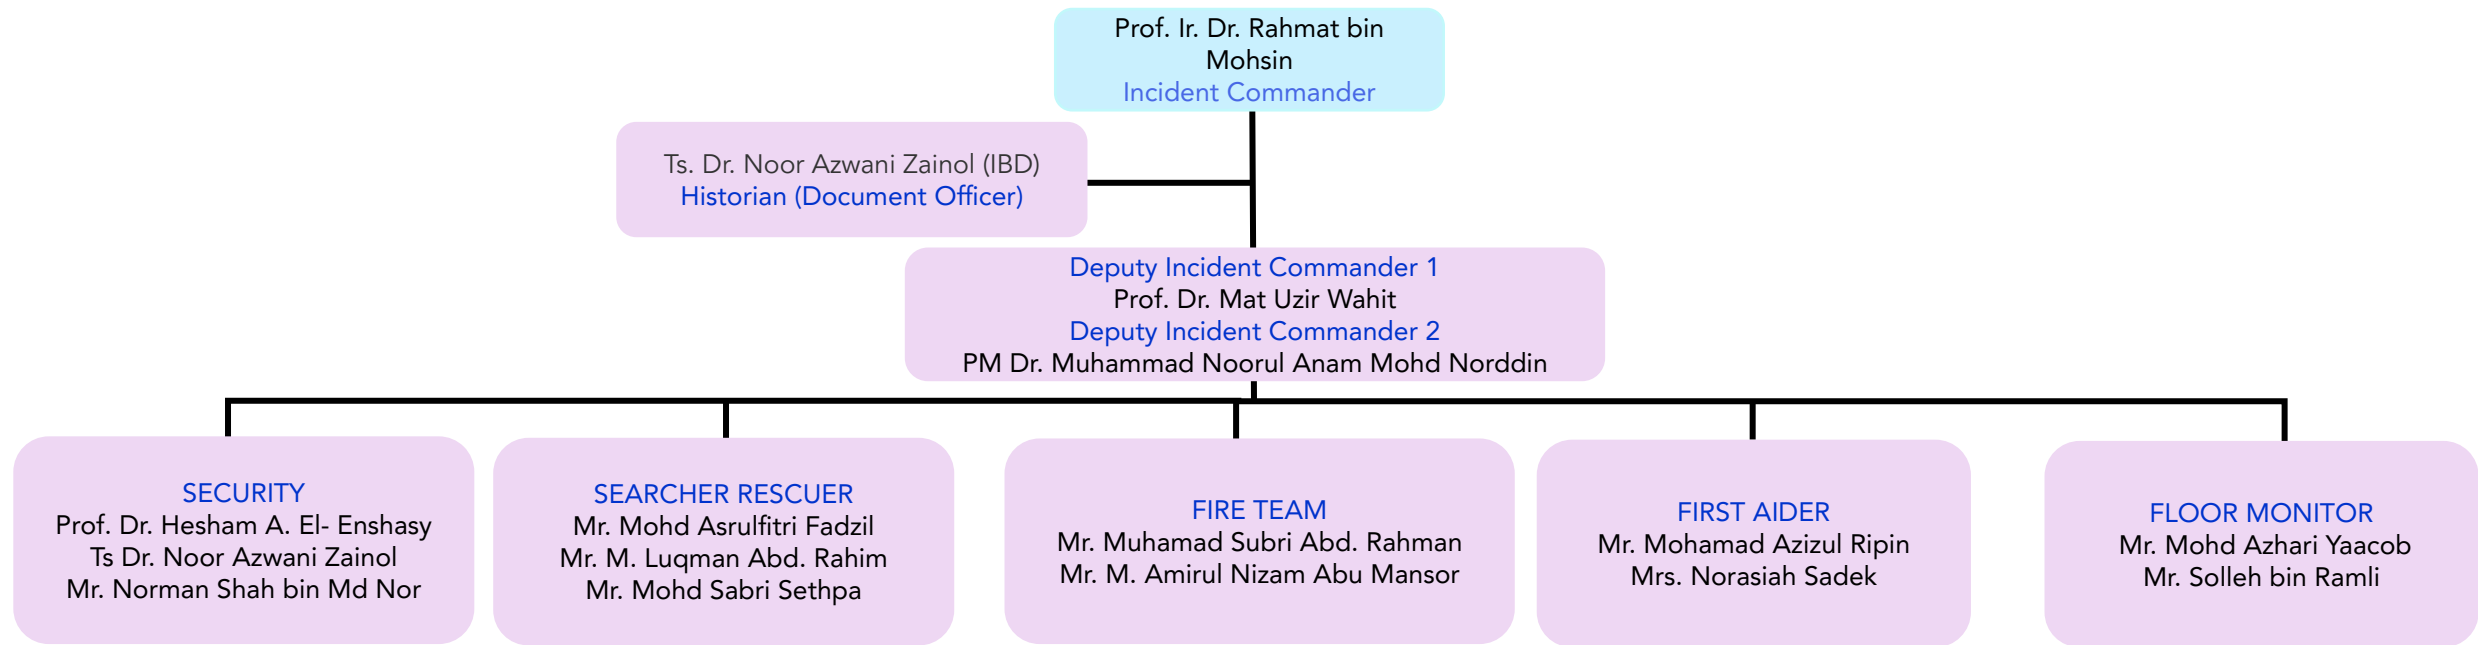 Prof. Ir. Dr. Rahmat bin
Mohsin
Incident Commander
Ts. Dr. Noor Azwani Zainol (IBD)
Historian (Document Officer)
Deputy Incident Commander 1
Prof. Dr. Mat Uzir Wahit
Deputy Incident Commander 2
PM Dr. Muhammad Noorul Anam Mohd Norddin
SECURITY
Prof. Dr. Hesham A. El- Enshasy
Ts Dr. Noor Azwani Zainol
Mr. Norman Shah bin Md Nor
SEARCHER RESCUER
Mr. Mohd Asrulfitri Fadzil
Mr. M. Luqman Abd. Rahim
Mr. Mohd Sabri Sethpa
FIRE TEAM
Mr. Muhamad Subri Abd. Rahman
Mr. M. Amirul Nizam Abu Mansor
FIRST AIDER
Mr. Mohamad Azizul Ripin
Mrs. Norasiah Sadek
FLOOR MONITOR
Mr. Mohd Azhari Yaacob
Mr. Solleh bin Ramli